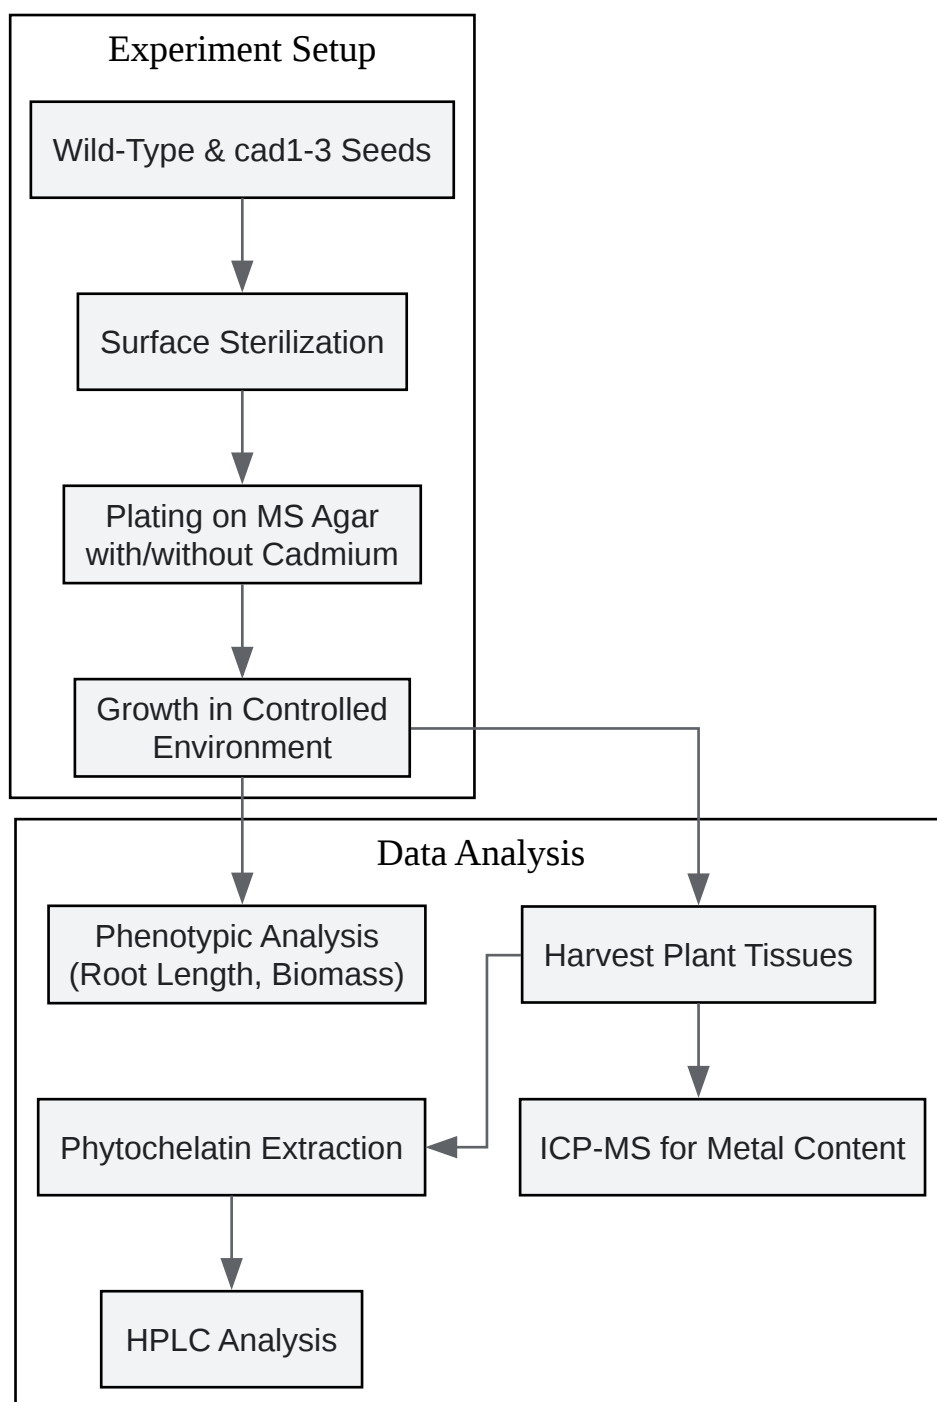 Experiment Setup
Wild-Type & cad1-3 Seeds
Surface Sterilization
Plating on MS Agar
with/without Cadmium
Growth in Controlled
Environment
Data Analysis
Phenotypic Analysis
(Root Length, Biomass)
Harvest Plant Tissues
Phytochelatin Extraction
ICP-MS for Metal Content
HPLC Analysis